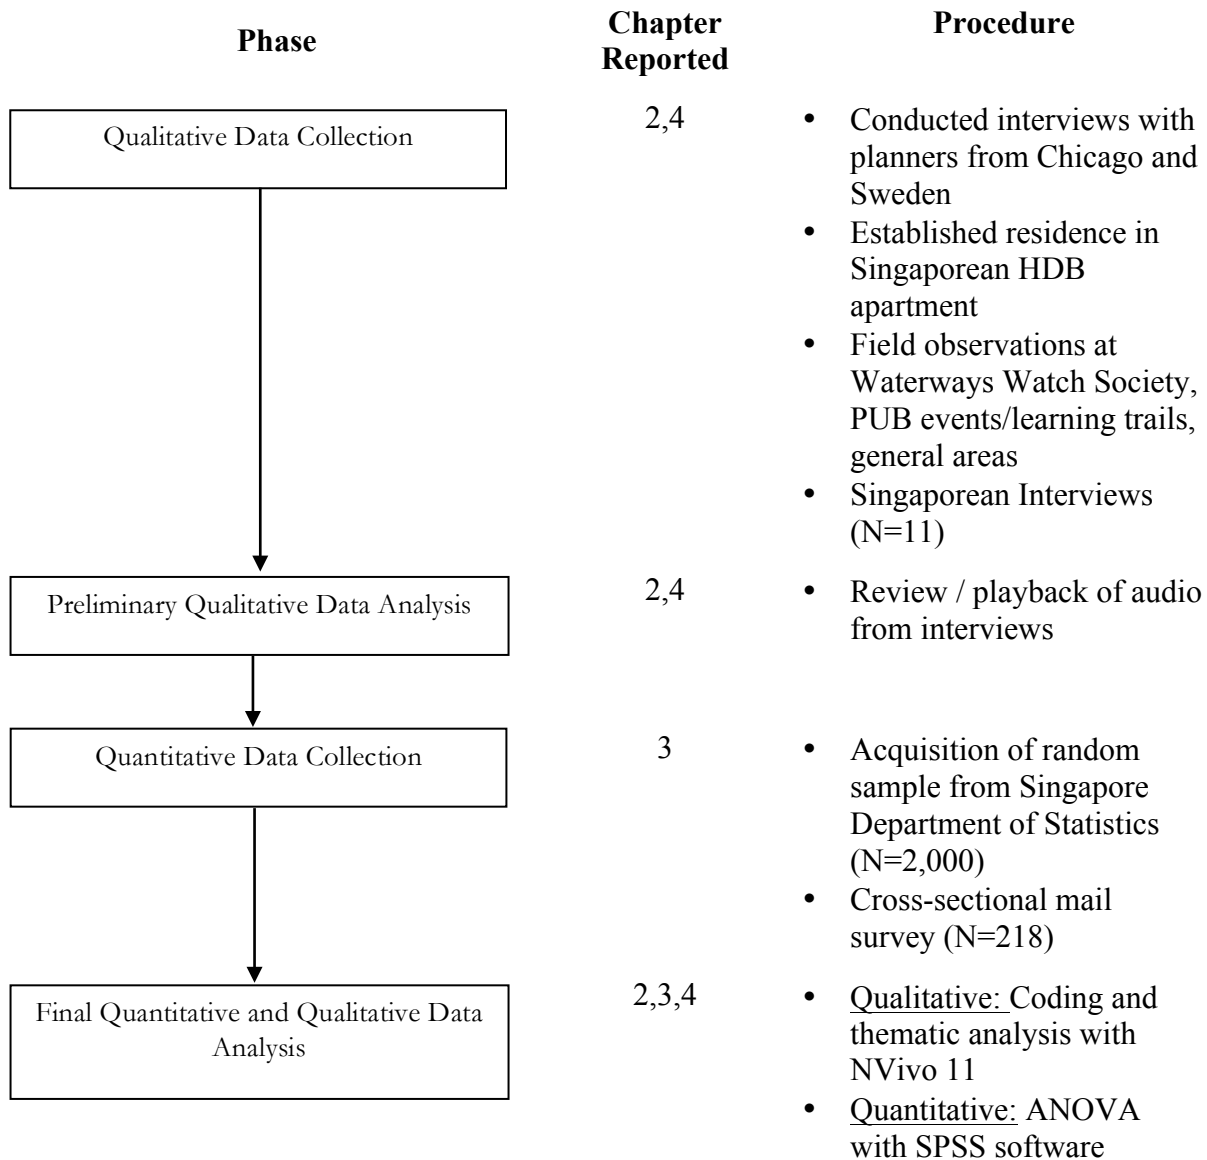 Phase
Chapter
Reported
Procedure
Qualitative Data Collection
2,4
• Conducted interviews with
planners from Chicago and
Sweden
• Established residence in
Singaporean HDB
apartment
• Field observations at
Waterways Watch Society,
PUB events/learning trails,
general areas
• Singaporean Interviews
(N=11)
Preliminary Qualitative Data Analysis
2,4
• Review / playback of audio
from interviews
Quantitative Data Collection
3
• Acquisition of random
sample from Singapore
Department of Statistics
(N=2,000)
• Cross-sectional mail
survey (N=218)
Final Quantitative and Qualitative Data
Analysis
2,3,4
• Qualitative: Coding and
thematic analysis with
NVivo 11
• Quantitative: ANOVA
with SPSS software